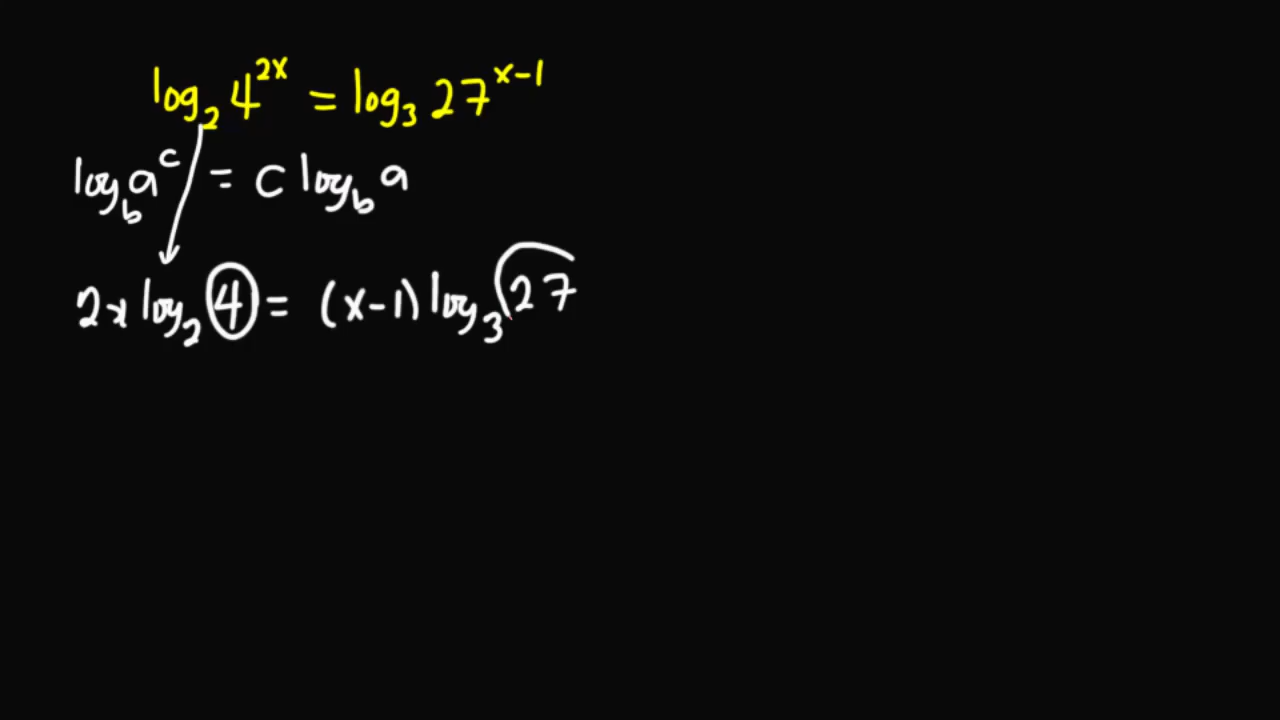 log₂ 4^{2x} = log₃ 27^{x-1}
log_b a^c = c log_b a
2x log₂ 4 = (x-1) log₃ 27